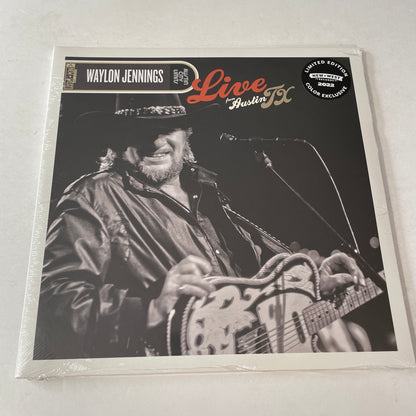 WAYLON JENNINGS
Live
from Austin TX
LIMITED EDITION
NEW WEST
RECORDS
2022
COLOR EXCLUSIVE